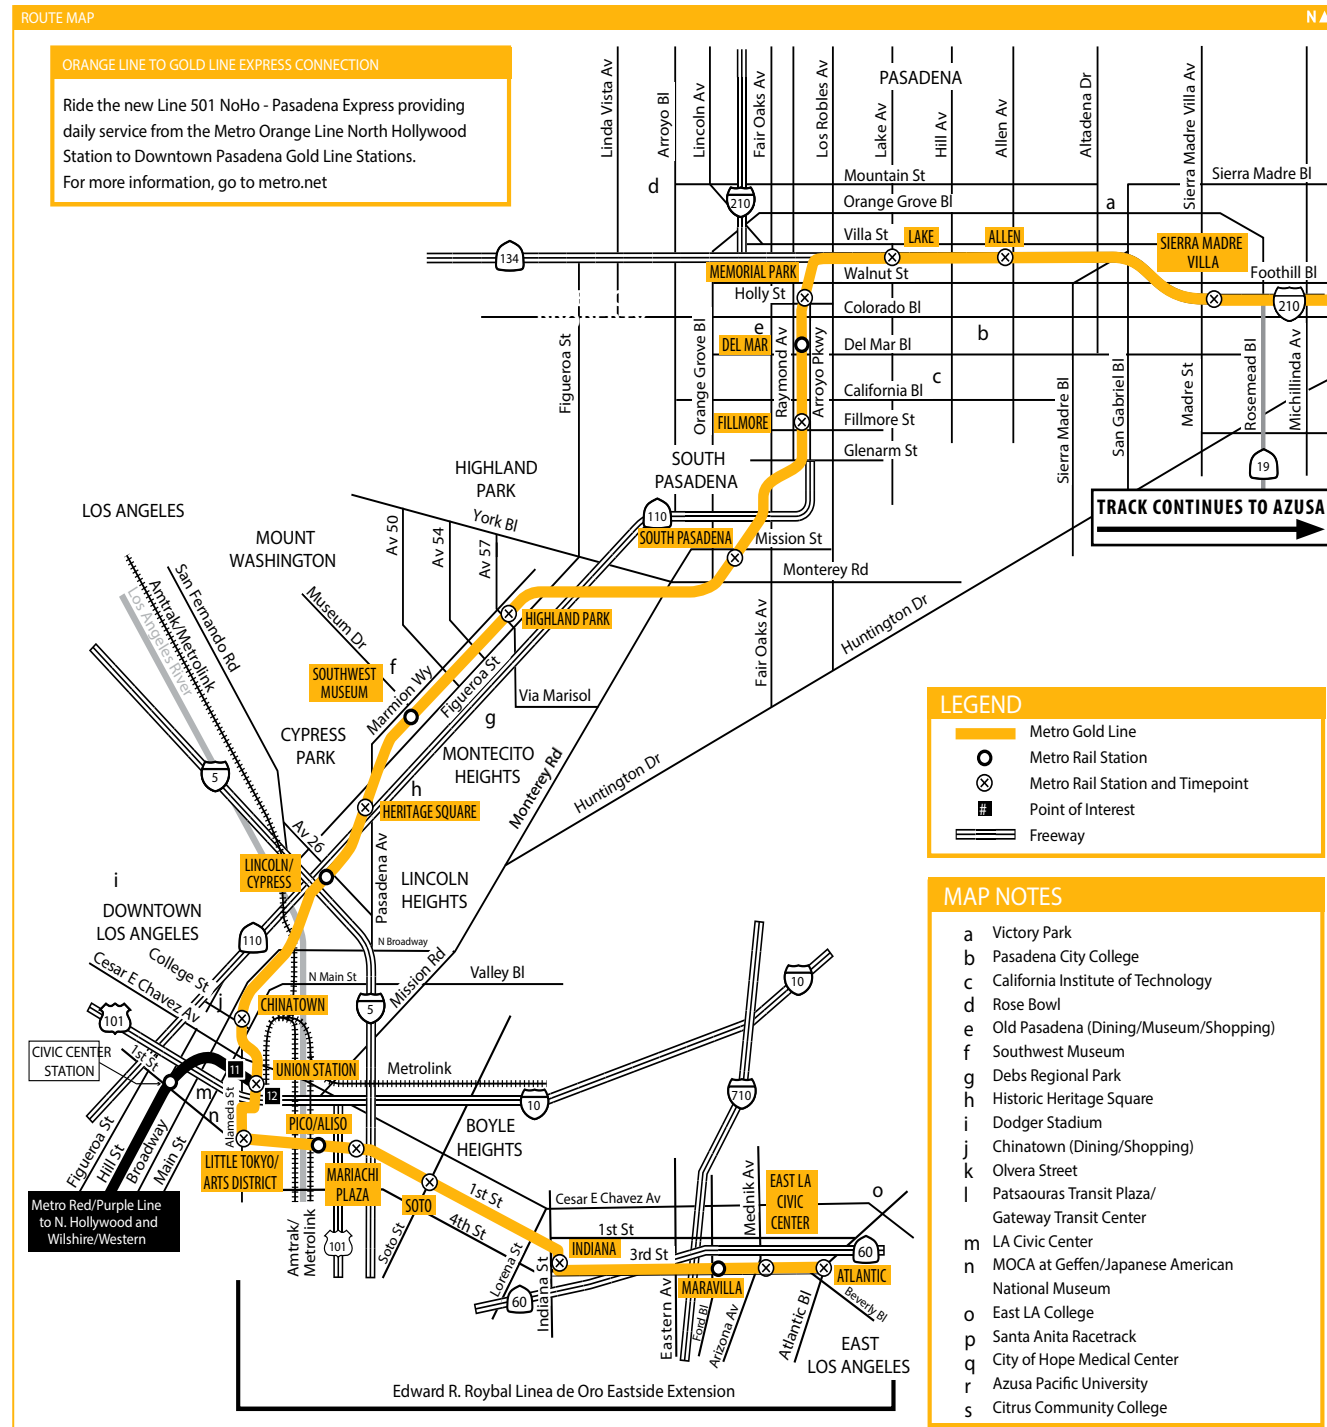 ROUTE MAP
N
ORANGE LINE TO GOLD LINE EXPRESS CONNECTION
Ride the new Line 501 NoHo - Pasadena Express providing
daily service from the Metro Orange Line North Hollywood
Station to Downtown Pasadena Gold Line Stations.
For more information, go to metro.net
Linda Vista Av
Arroyo Bl
Lincoln Av
Fair Oaks Av
Los Robles Av
Lake Av
Hill Av
Allen Av
Altadena Dr
Sierra Madre Villa Av
PASADENA
Mountain St
Sierra Madre Bl
d
210
Orange Grove Bl
a
Villa St
LAKE
ALLEN
SIERRA MADRE
VILLA
134
MEMORIAL PARK
Walnut St
Foothill Bl
Holly St
Colorado Bl
210
e
b
DEL MAR
Del Mar Bl
Figueroa St
Orange Grove Bl
Raymond Av
Arroyo Pkwy
c
California Bl
FILLMORE
Fillmore St
Glenarm St
Sierra Madre Bl
San Gabriel Bl
Madre St
Rosemead Bl
Michillinda Av
19
SOUTH
PASADENA
HIGHLAND
PARK
TRACK CONTINUES TO AZUSA
LOS ANGELES
York Bl
110
SOUTH PASADENA
Mission St
Monterey Rd
MOUNT
WASHINGTON
Av 50
Av 54
Av 57
San Fernando Rd
Amtrak/Metrolink
Los Angeles River
Museum Dr
HIGHLAND PARK
Fair Oaks Av
Huntington Dr
SOUTHWEST
MUSEUM
f
Marmion Wy
Figueroa St
Via Marisol
g
CYPRESS
PARK
MONTECITO
HEIGHTS
Monterey Rd
Huntington Dr
5
h
HERITAGE SQUARE
Av 26
LINCOLN/
CYPRESS
Pasadena Av
LINCOLN
HEIGHTS
i
DOWNTOWN
LOS ANGELES
110
N Broadway
College St
Cesar E Chavez Av
N Main St
Valley Bl
Mission Rd
j
CHINATOWN
101
5
10
CIVIC CENTER
STATION
1st St
11
UNION STATION
Metrolink
m
12
10
710
n
Alameda St
PICO/ALISO
BOYLE
HEIGHTS
Figueroa St
Hill St
Broadway
Main St
LITTLE TOKYO/
ARTS DISTRICT
MARIACHI
PLAZA
SOTO
1st St
4th St
Cesar E Chavez Av
Mednik Av
EAST LA
CIVIC
CENTER
o
Metro Red/Purple Line
to N. Hollywood and
Wilshire/Western
Amtrak/
Metrolink
101
Soto St
Lorena St
1st St
INDIANA
3rd St
60
60
Indiana St
MARAVILLA
ATLANTIC
Eastern Av
Ford Bl
Arizona Av
Atlantic Bl
Beverly Bl
EAST
LOS ANGELES
Edward R. Roybal Linea de Oro Eastside Extension
LEGEND
Metro Gold Line
Metro Rail Station
Metro Rail Station and Timepoint
# Point of Interest
Freeway
MAP NOTES
a Victory Park
b Pasadena City College
c California Institute of Technology
d Rose Bowl
e Old Pasadena (Dining/Museum/Shopping)
f Southwest Museum
g Debs Regional Park
h Historic Heritage Square
i Dodger Stadium
j Chinatown (Dining/Shopping)
k Olvera Street
l Patsaouras Transit Plaza/
Gateway Transit Center
m LA Civic Center
n MOCA at Geffen/Japanese American
National Museum
o East LA College
p Santa Anita Racetrack
q City of Hope Medical Center
r Azusa Pacific University
s Citrus Community College